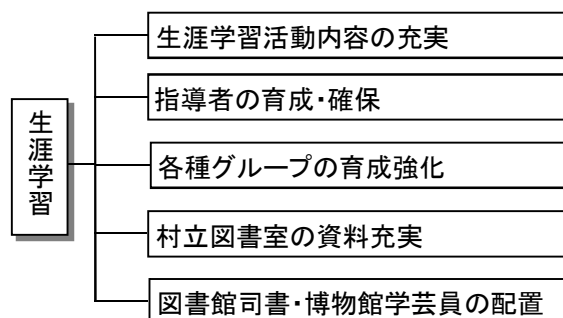 生涯学習
生涯学習活動内容の充実
指導者の育成・確保
各種グループの育成強化
村立図書室の資料充実
図書館司書・博物館学芸員の配置